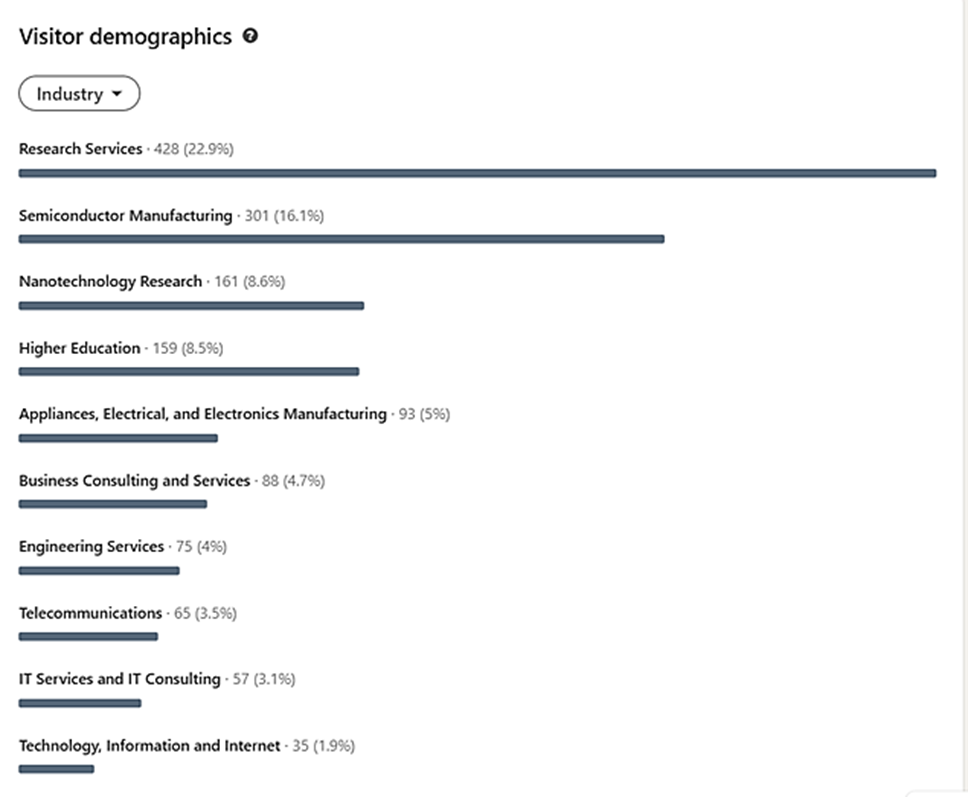 Visitor demographics ?
Industry
Research Services · 428 (22.9%)
Semiconductor Manufacturing · 301 (16.1%)
Nanotechnology Research · 161 (8.6%)
Higher Education · 159 (8.5%)
Appliances, Electrical, and Electronics Manufacturing · 93 (5%)
Business Consulting and Services · 88 (4.7%)
Engineering Services · 75 (4%)
Telecommunications · 65 (3.5%)
IT Services and IT Consulting · 57 (3.1%)
Technology, Information and Internet · 35 (1.9%)